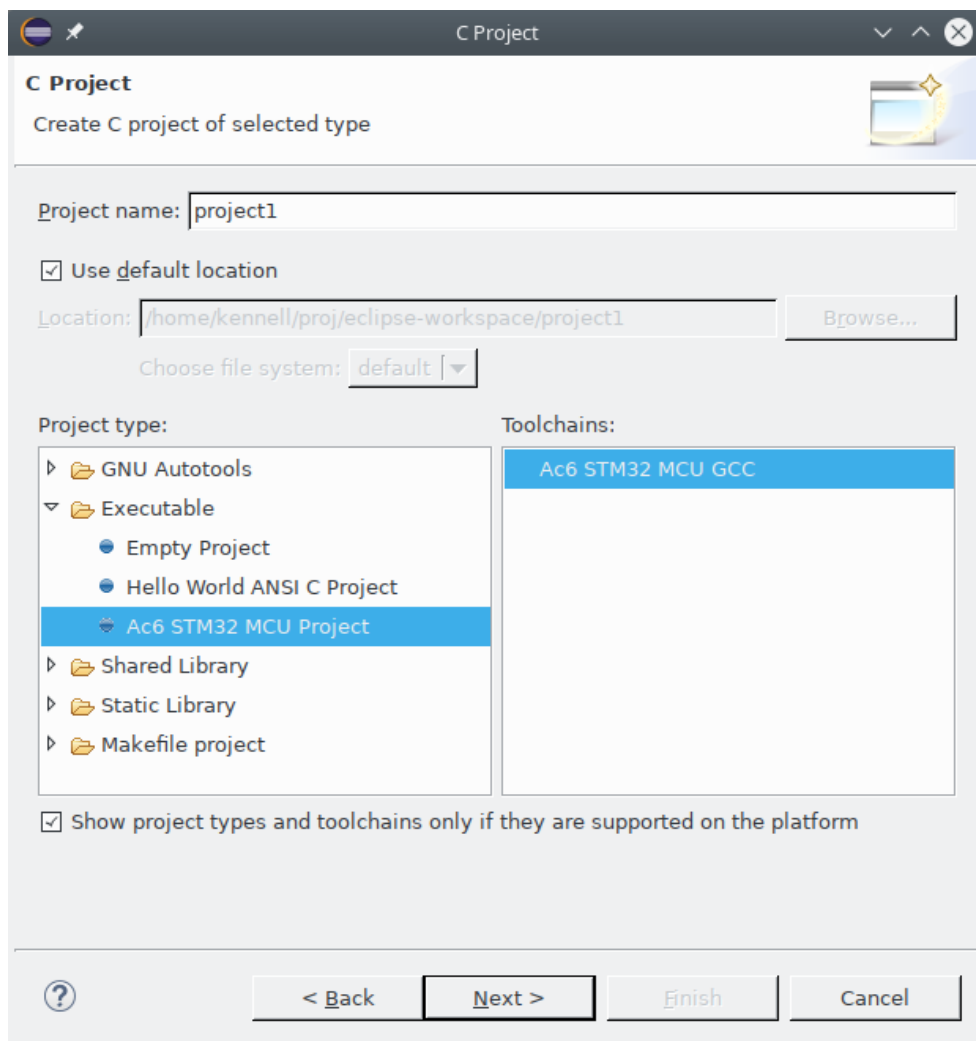 C Project
C Project
Create C project of selected type
Project name: project1
Use default location
Location: /home/kennell/proj/eclipse-workspace/project1 Browse...
Choose file system: default
Project type: Toolchains:
GNU Autotools Ac6 STM32 MCU GCC
Executable
Empty Project
Hello World ANSI C Project
Ac6 STM32 MCU Project
Shared Library
Static Library
Makefile project
Show project types and toolchains only if they are supported on the platform
? < Back Next > Finish Cancel